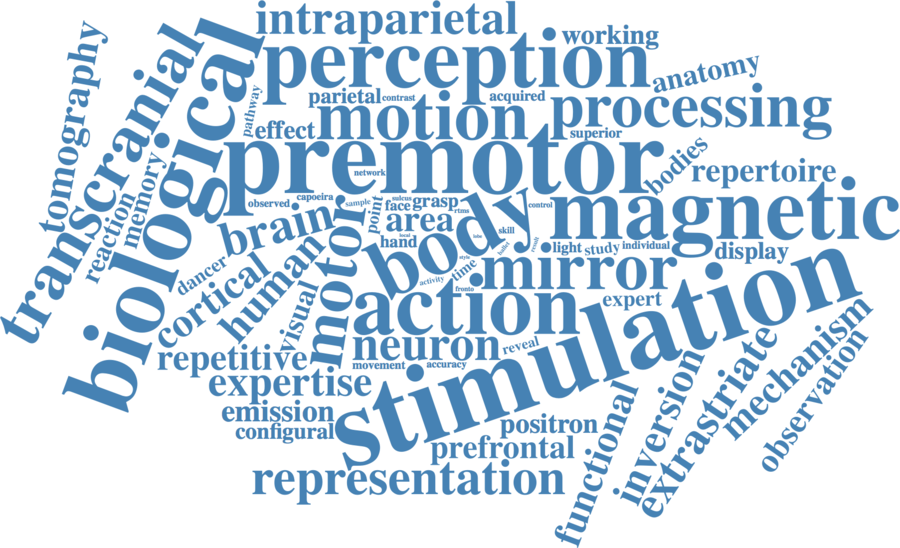 intraparietal
working
perception
tomography
transcranial
biological
anatomy
pathway
parietal
contrast
acquired
processing
effect
motion
superior
premotor
network
bodies
repertoire
reaction
memory
observed
capoeira
sample
sulcus
face
grasp
rtms
control
magnetic
point
brain
area
body
skill
motor
hand
light
study
individual
display
dancer
human
cortical
visual
ballet
result
style
time
activity
fronto
mirror
action
expert
stimulation
neuron
reveal
movement
accuracy
repetitive
expertise
mechanism
observation
extrastriate
inversion
functional
emission
configural
positron
prefrontal
representation